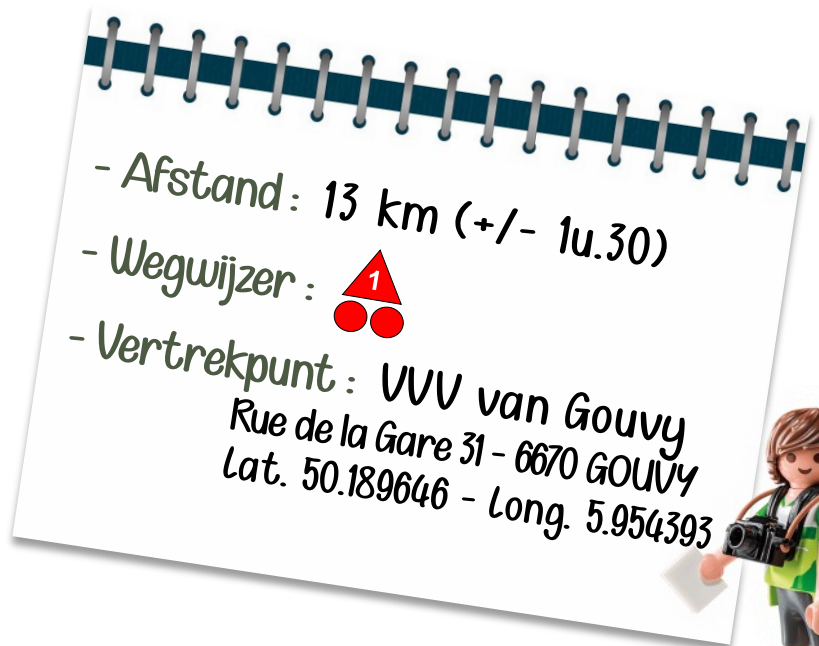 - Afstand : 13 km (+/- 1u.30)
- Wegwijzer : 1
- Vertrekpunt : VVV van Gouvy
Rue de la Gare 31 - 6670 GOUVY
Lat. 50.189646 - Long. 5.954393